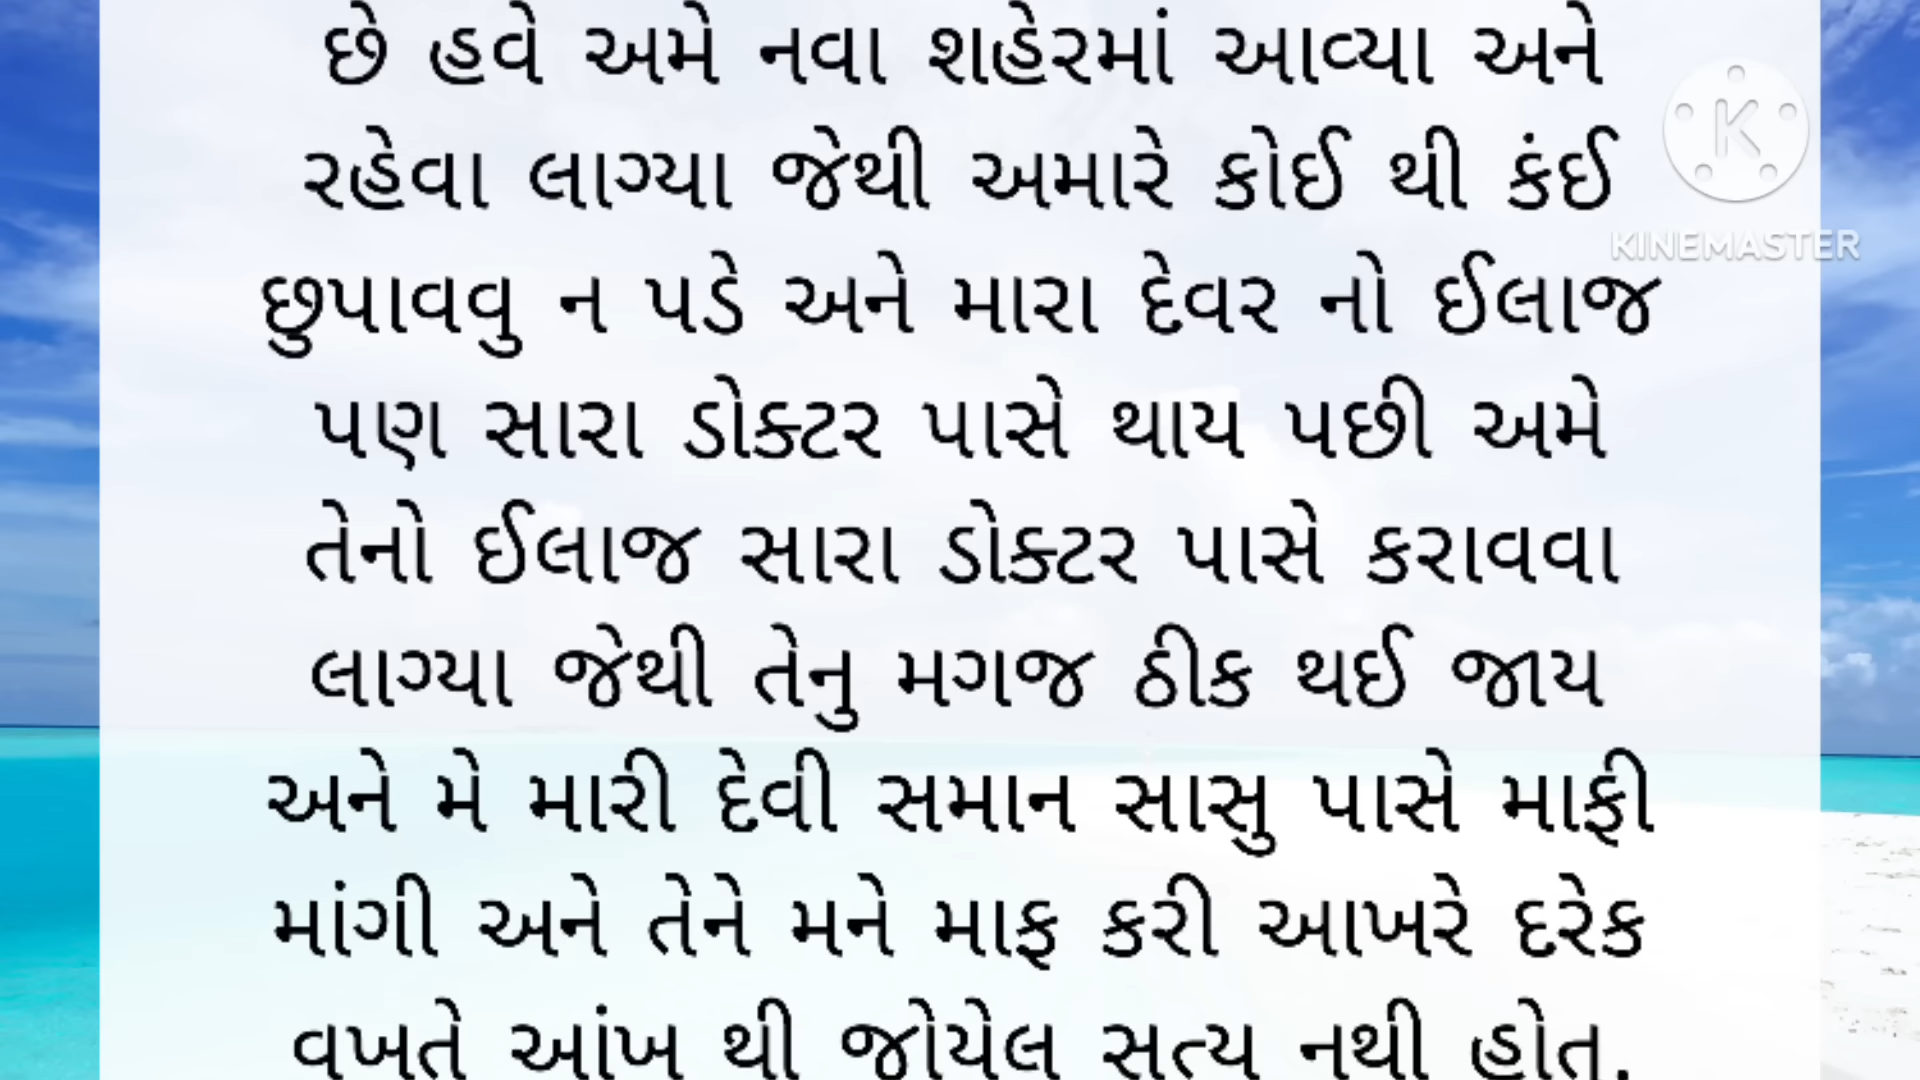 છે હવે અમે નવા શહેરમાં આવ્યા અને
રહેવા લાગ્યા જેથી અમારે કોઈ થી કંઈ
છુપાવવુ ન પડે અને મારા દેવર નો ઈલાજ
પણ સારા ડોક્ટર પાસે થાય પછી અમે
તેનો ઈલાજ સારા ડોક્ટર પાસે કરાવવા
લાગ્યા જેથી તેનુ મગજ ઠીક થઈ જાય
અને મે મારી દેવી સમાન સાસુ પાસે માફી
માંગી અને તેને મને માફ કરી આખરે દરેક
વખતે આંખ થી જોયેલ સત્ય નથી હોત.
K
KINEMASTER